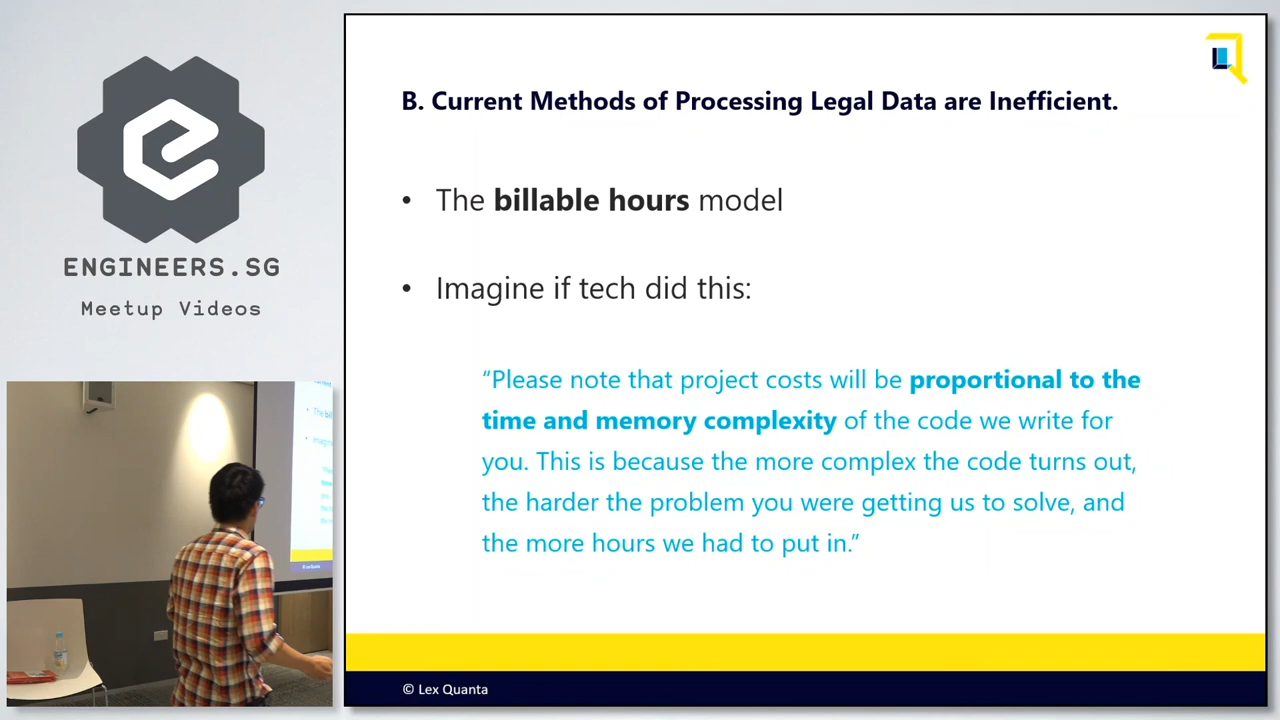 ENGINEERS.SG
Meetup Videos
B. Current Methods of Processing Legal Data are Inefficient.
• The billable hours model
• Imagine if tech did this:
“Please note that project costs will be proportional to the
time and memory complexity of the code we write for
you. This is because the more complex the code turns out,
the harder the problem you were getting us to solve, and
the more hours we had to put in.”
© Lex Quanta